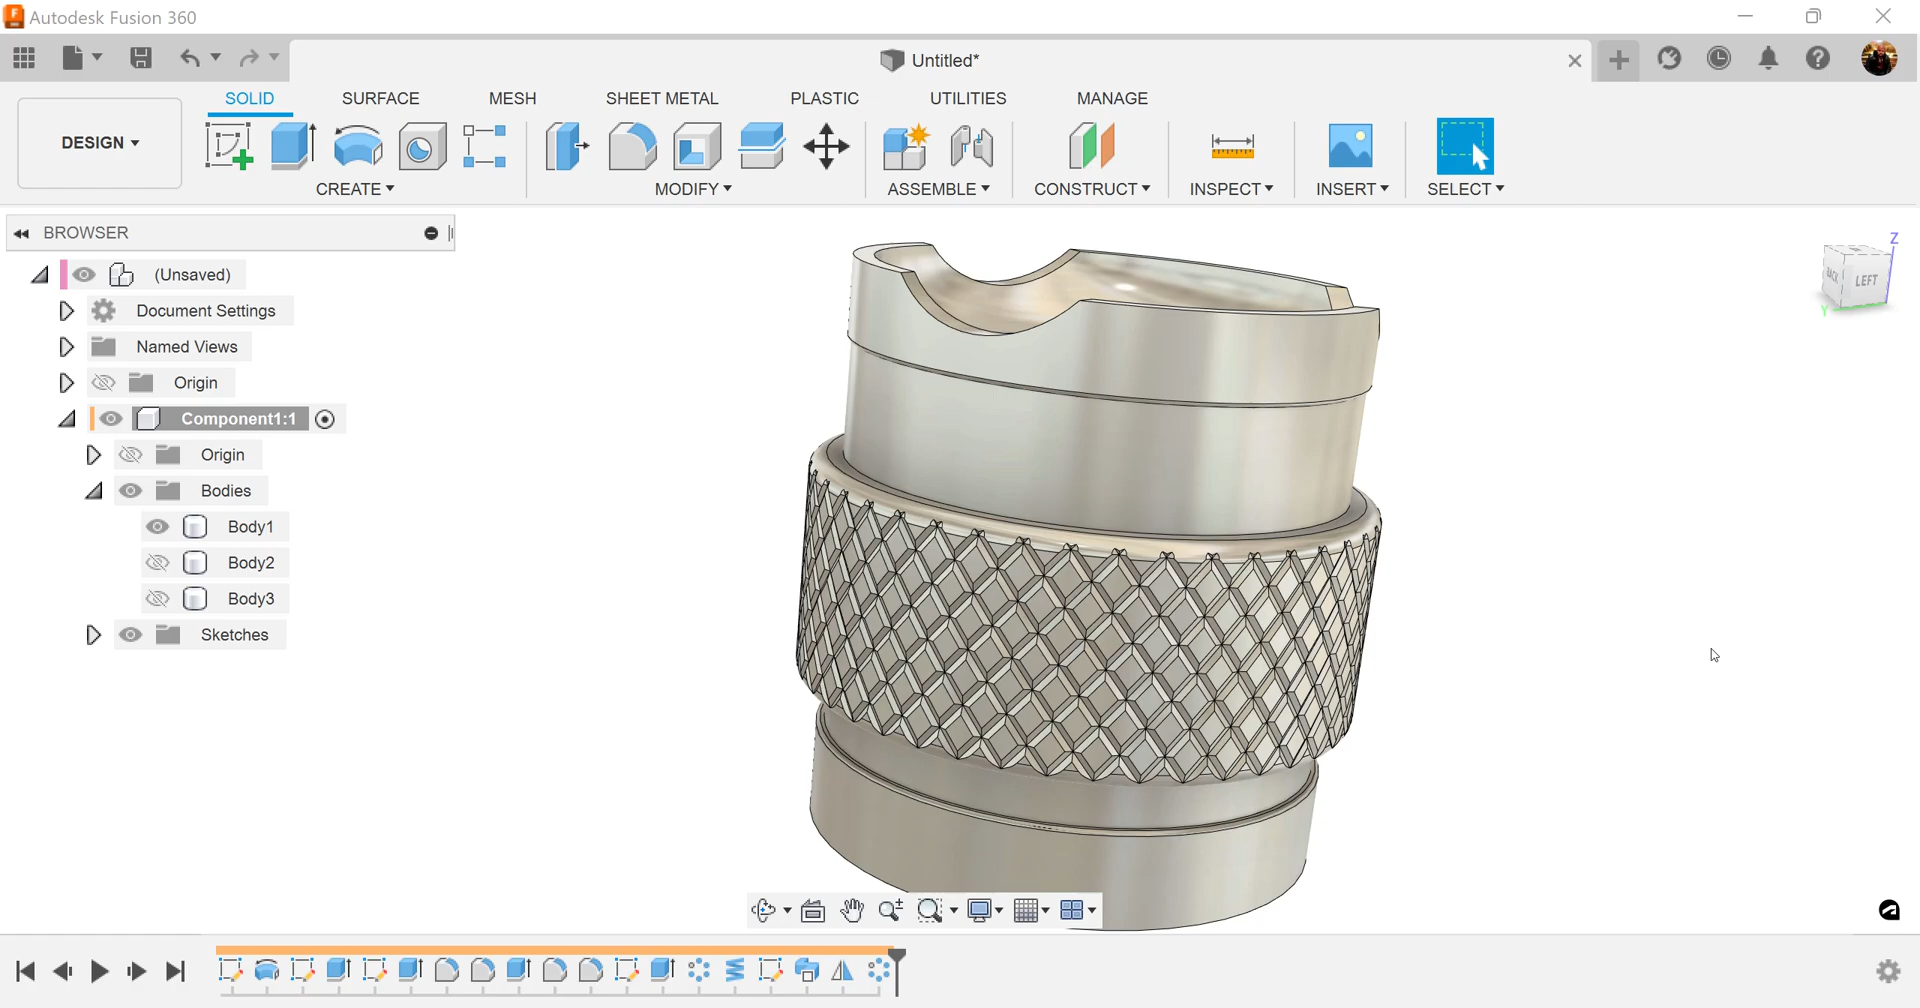 Autodesk Fusion 360
Untitled*
SOLID SURFACE MESH SHEET METAL PLASTIC UTILITIES MANAGE
DESIGN
CREATE MODIFY ASSEMBLE CONSTRUCT INSPECT INSERT SELECT
BROWSER
(Unsaved)
Document Settings
Named Views
Origin
Component1:1
Origin
Bodies
Body1
Body2
Body3
Sketches
Z
BACK LEFT
Y